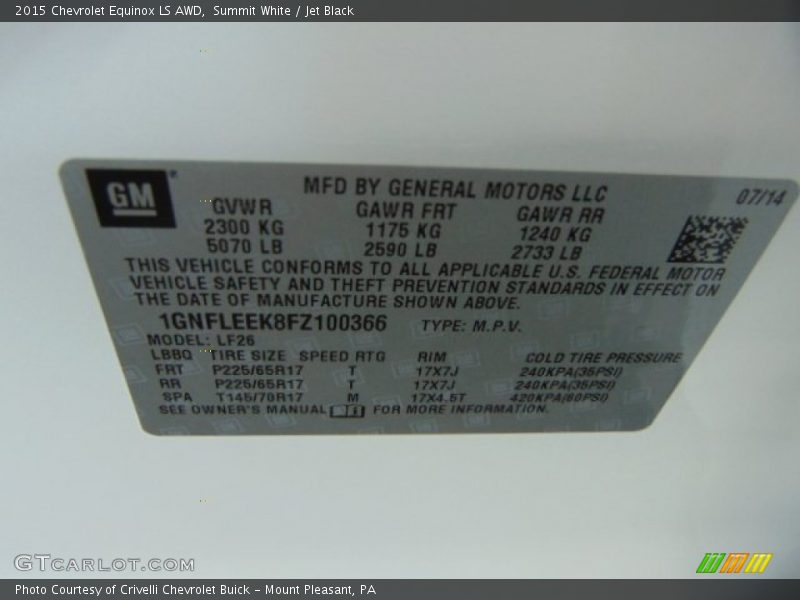 2015 Chevrolet Equinox LS AWD, Summit White / Jet Black
GM
MFD BY GENERAL MOTORS LLC
07/14
GVWR GAWR FRT GAWR RR
2300 KG 1175 KG 1240 KG
5070 LB 2590 LB 2733 LB
THIS VEHICLE CONFORMS TO ALL APPLICABLE U.S. FEDERAL MOTOR
VEHICLE SAFETY AND THEFT PREVENTION STANDARDS IN EFFECT ON
THE DATE OF MANUFACTURE SHOWN ABOVE.
1GNFLEEK8FZ100366 TYPE: M.P.V.
MODEL: LF26
LBBQ TIRE SIZE SPEED RTG RIM COLD TIRE PRESSURE
FRT P225/65R17 T 17X7J 240KPA(35PSI)
RR P225/65R17 T 17X7J 240KPA(35PSI)
SPA T145/70R17 M 17X4.5T 420KPA(60PSI)
SEE OWNER'S MANUAL FOR MORE INFORMATION.
GTCARLOT.COM
Photo Courtesy of Crivelli Chevrolet Buick - Mount Pleasant, PA